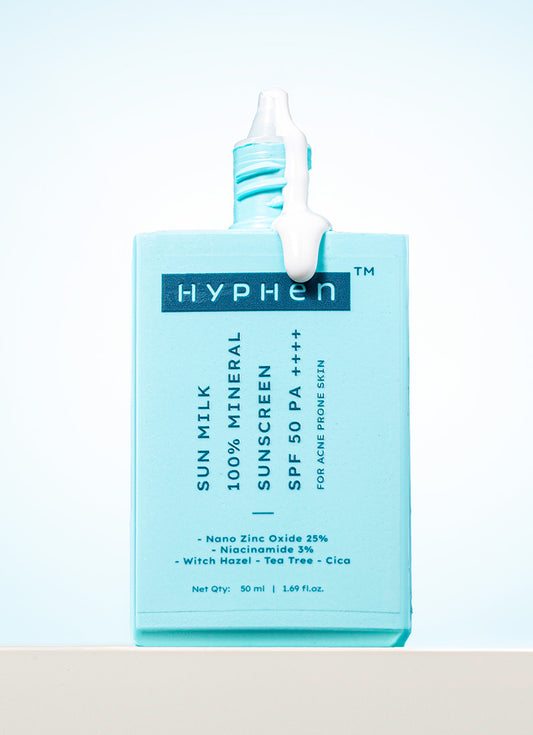 HYPHen™
SUN MILK
100% MINERAL
SUNSCREEN
SPF 50 PA ++++
FOR ACNE PRONE SKIN
- Nano Zinc Oxide 25%
- Niacinamide 3%
- Witch Hazel - Tea Tree - Cica
Net Qty: 50 ml | 1.69 fl.oz.